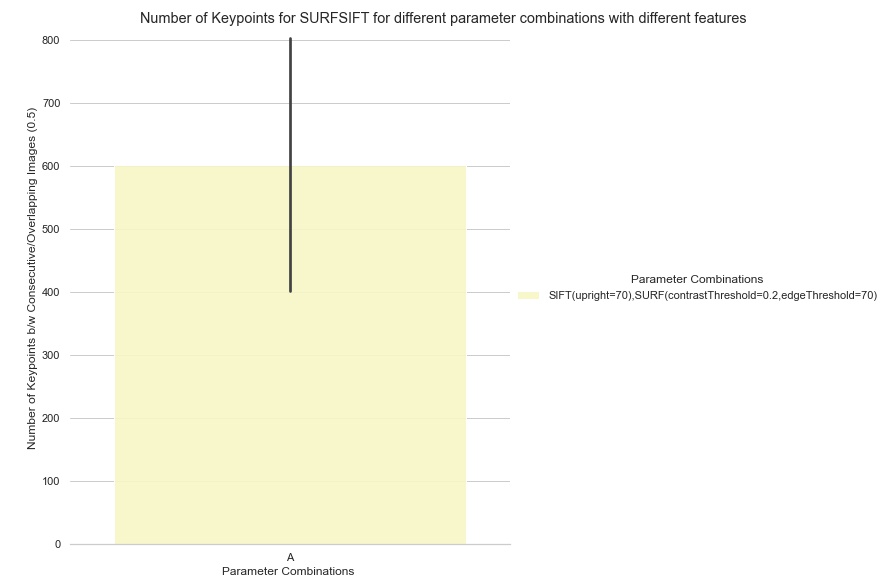 Number of Keypoints for SURFSIFT for different parameter combinations with different features
Number of Keypoints b/w Consecutive/Overlapping Images (0.5)
800
700
600
500
400
300
200
100
0
A
Parameter Combinations
Parameter Combinations
SIFT(upright=70),SURF(contrastThreshold=0.2,edgeThreshold=70)